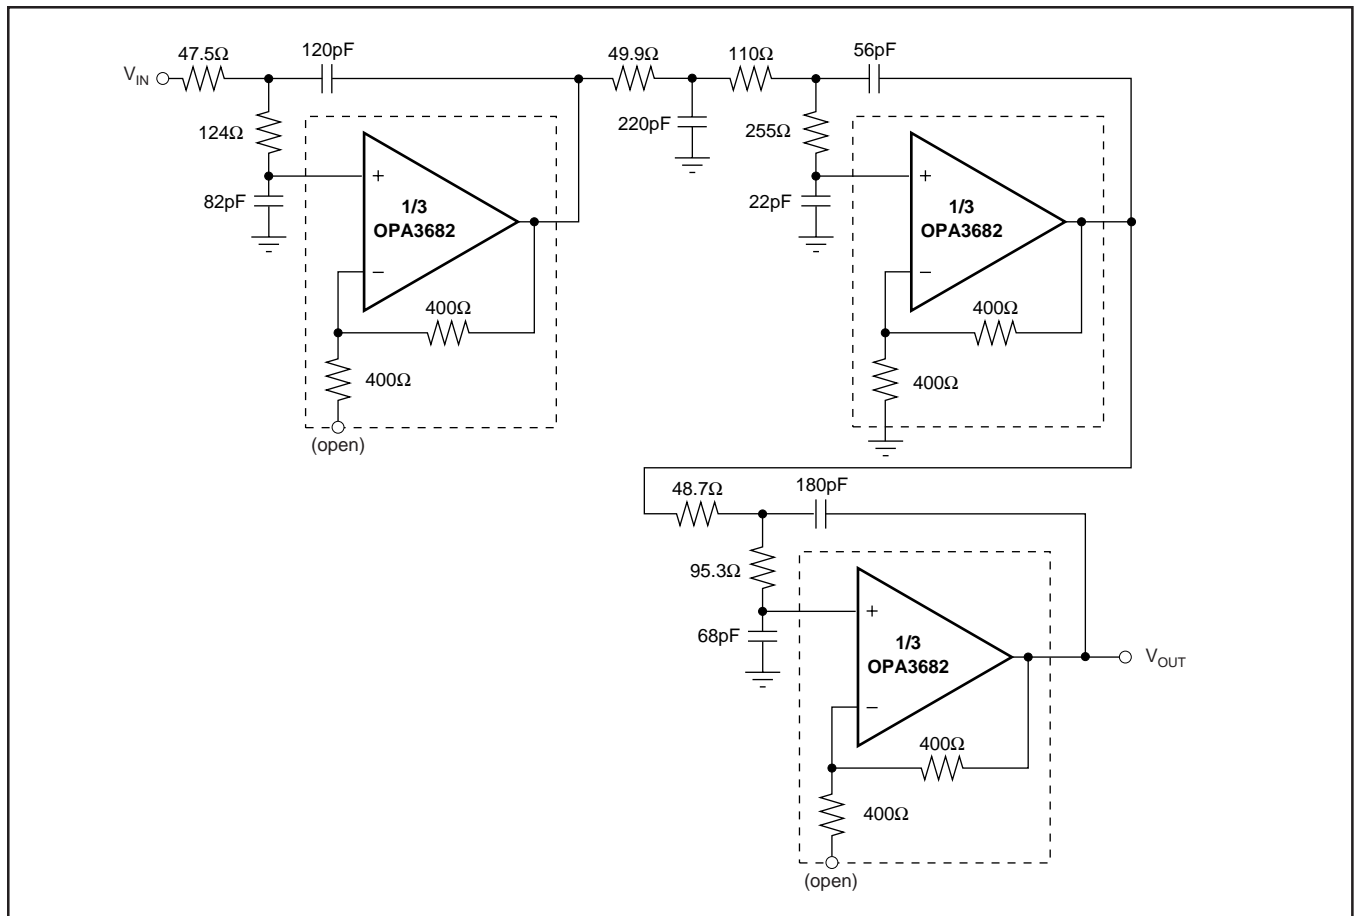 47.5Ω
120pF
49.9Ω
110Ω
56pF
V_IN
124Ω
220pF
255Ω
+
+
82pF
1/3
OPA3682
22pF
1/3
OPA3682
−
−
400Ω
400Ω
400Ω
400Ω
(open)
48.7Ω
180pF
95.3Ω
+
68pF
1/3
OPA3682
V_OUT
−
400Ω
400Ω
(open)